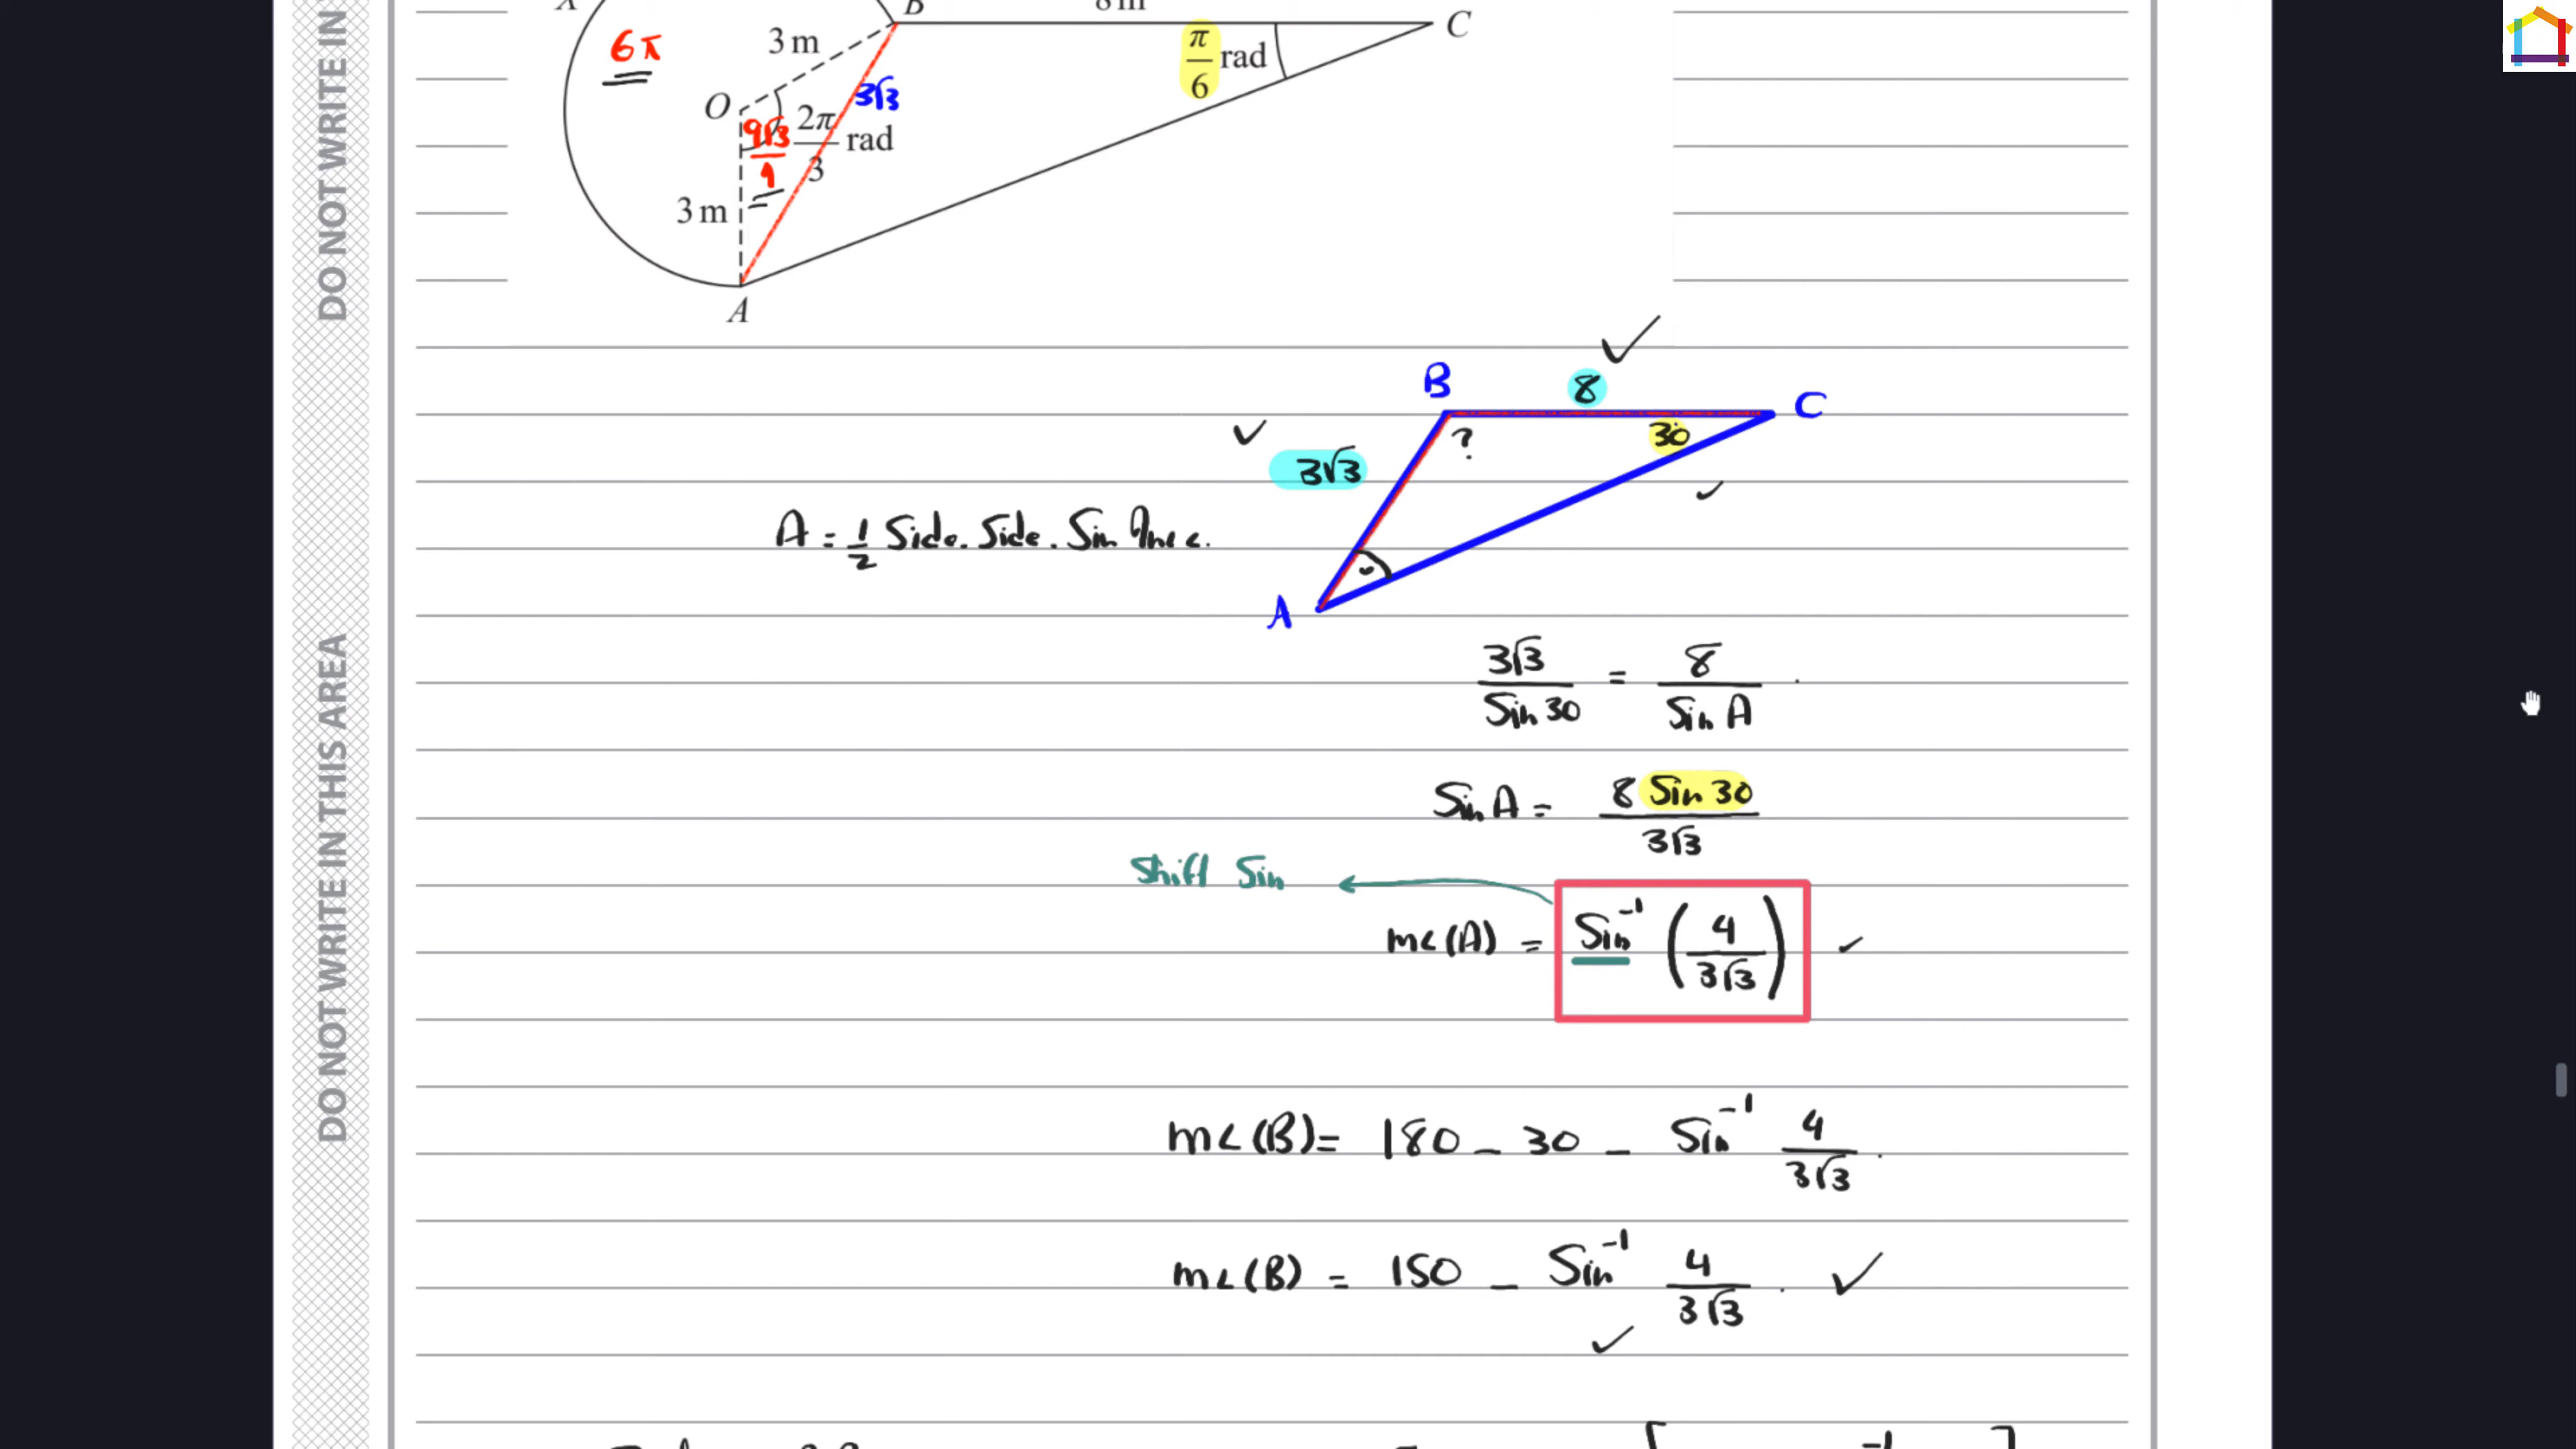 B
8 m
X
6π
3 m
C
π/6 rad
O
3√3
9√3/4
2π/3 rad
3 m
A
B
8
C
30
?
3√3
A = 1/2 Side. Side. Sin
A
3√3/Sin 30 = 8/Sin A .
Sin A = 8 Sin 30/3√3
Shift Sin
m<(A) = Sin⁻¹ (4/3√3)
m<(B)= 180 - 30 - Sin⁻¹ 4/3√3 .
m<(B) = 150 - Sin⁻¹ 4/3√3 .
DO NOT WRITE IN
DO NOT WRITE IN THIS AREA